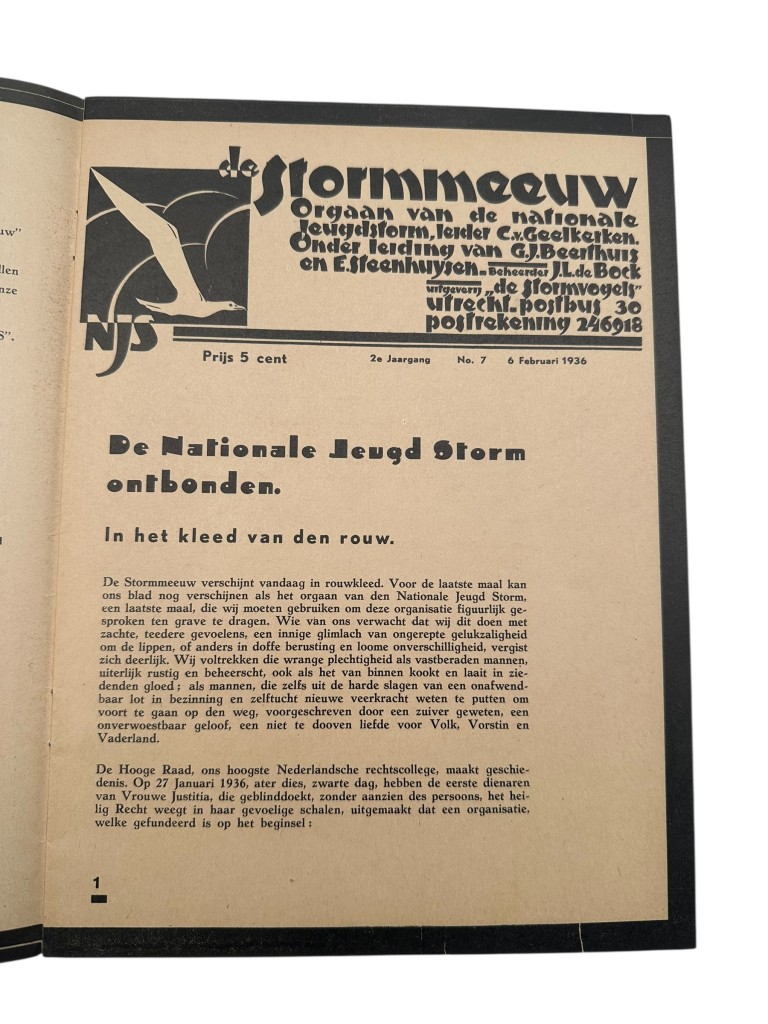 uw"
llen
nze
S".
de Stormmeeuw
Orgaan van de nationale
Jeugdstorm, leider C.v. Geelkerken.
Onder leiding van G.J. Beerthuis
en E. Steenhuysen. Beheerder J.L. de Bock
uitgeverij „de stormvogels"
utrecht. postbus 30
postrekening 246918
NJS
Prijs 5 cent 2e Jaargang No. 7 6 Februari 1936
De Nationale Jeugd Storm
ontbonden.
In het kleed van den rouw.
De Stormmeeuw verschijnt vandaag in rouwkleed. Voor de laatste maal kan
ons blad nog verschijnen als het orgaan van den Nationale Jeugd Storm,
een laatste maal, die wij moeten gebruiken om deze organisatie figuurlijk ge-
sproken ten grave te dragen. Wie van ons verwacht dat wij dit doen met
zachte, teedere gevoelens, een innige glimlach van ongerepte gelukzaligheid
om de lippen, of anders in doffe berusting en loome onverschilligheid, vergist
zich deerlijk. Wij voltrekken die wrange plechtigheid als vastberaden mannen,
uiterlijk rustig en beheerscht, ook als het van binnen kookt en laait in zie-
denden gloed; als mannen, die zelfs uit de harde slagen van een onafwend-
baar lot in bezinning en zelftucht nieuwe veerkracht weten te putten om
voort te gaan op den weg, voorgeschreven door een zuiver geweten, een
onverwoestbaar geloof, een niet te dooven liefde voor Volk, Vorstin en
Vaderland.
De Hooge Raad, ons hoogste Nederlandsche rechtscollege, maakt geschie-
denis. Op 27 Januari 1936, ater dies, zwarte dag, hebben de eerste dienaren
van Vrouwe Justitia, die geblinddoekt, zonder aanzien des persoons, het hei-
lig Recht weegt in haar gevoelige schalen, uitgemaakt dat een organisatie,
welke gefundeerd is op het beginsel:
1